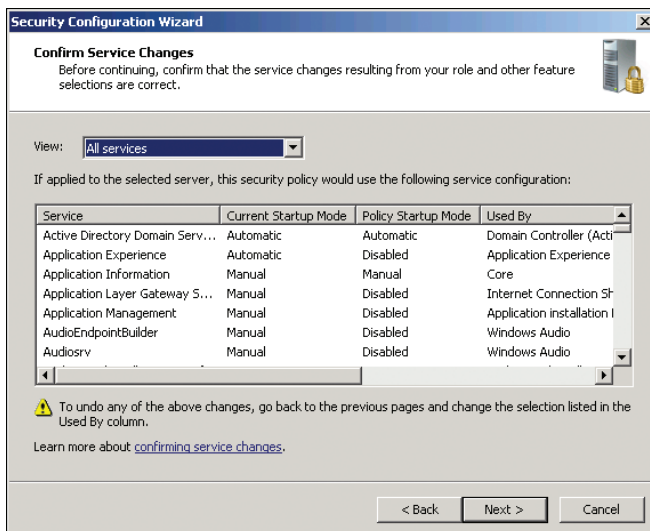 Security Configuration Wizard
Confirm Service Changes
Before continuing, confirm that the service changes resulting from your role and other feature
selections are correct.
View: All services
If applied to the selected server, this security policy would use the following service configuration:
Service Current Startup Mode Policy Startup Mode Used By
Active Directory Domain Serv... Automatic Automatic Domain Controller (Acti
Application Experience Automatic Disabled Application Experience
Application Information Manual Manual Core
Application Layer Gateway S... Manual Disabled Internet Connection Sh
Application Management Manual Disabled Application installation
AudioEndpointBuilder Manual Disabled Windows Audio
Audiosrv Manual Disabled Windows Audio
To undo any of the above changes, go back to the previous pages and change the selection listed in the
Used By column.
Learn more about confirming service changes.
< Back Next > Cancel